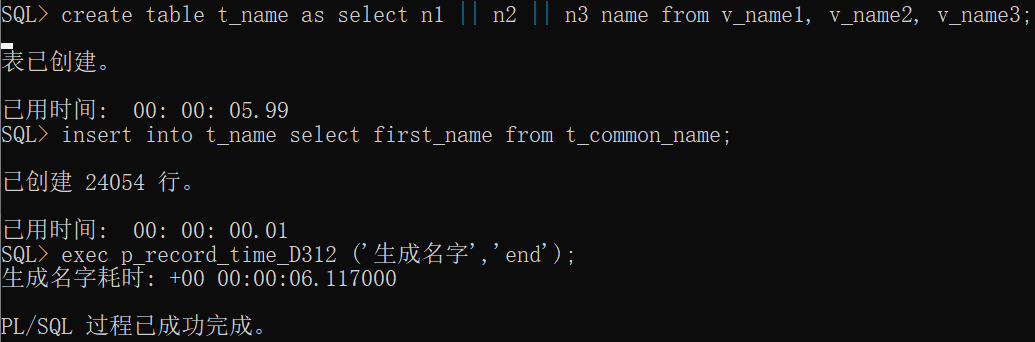 SQL> create table t_name as select n1 || n2 || n3 name from v_name1, v_name2, v_name3;
表已创建。
已用时间:  00: 00: 05.99
SQL> insert into t_name select first_name from t_common_name;
已创建 24054 行。
已用时间:  00: 00: 00.01
SQL> exec p_record_time_D312 ('生成名字','end');
生成名字耗时: +00 00:00:06.117000
PL/SQL 过程已成功完成。